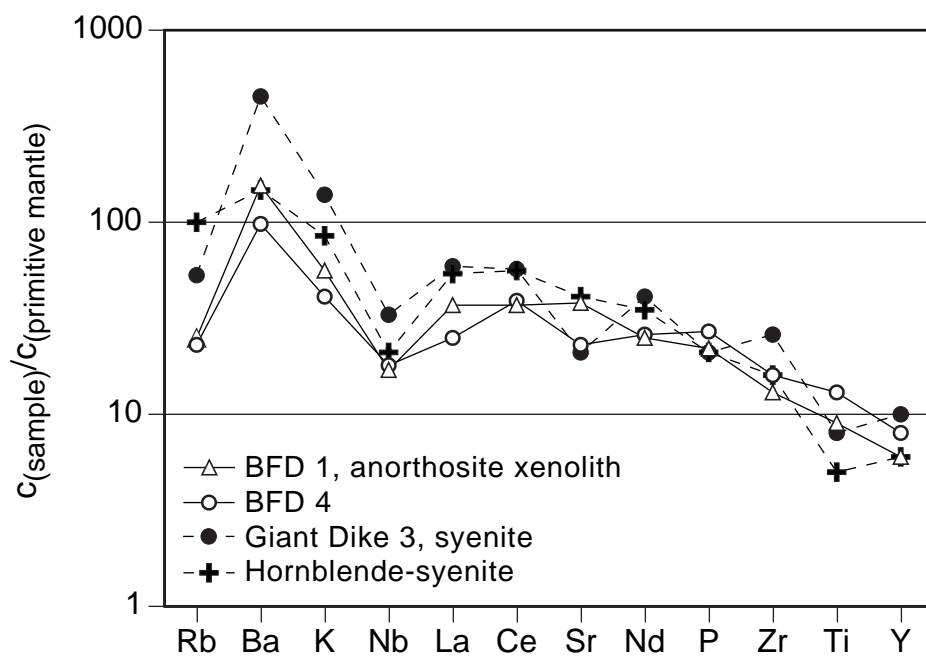 1000
100
10
1
c(sample)/c(primitive mantle)
BFD 1, anorthosite xenolith
BFD 4
Giant Dike 3, syenite
Hornblende-syenite
Rb Ba K Nb La Ce Sr Nd P Zr Ti Y